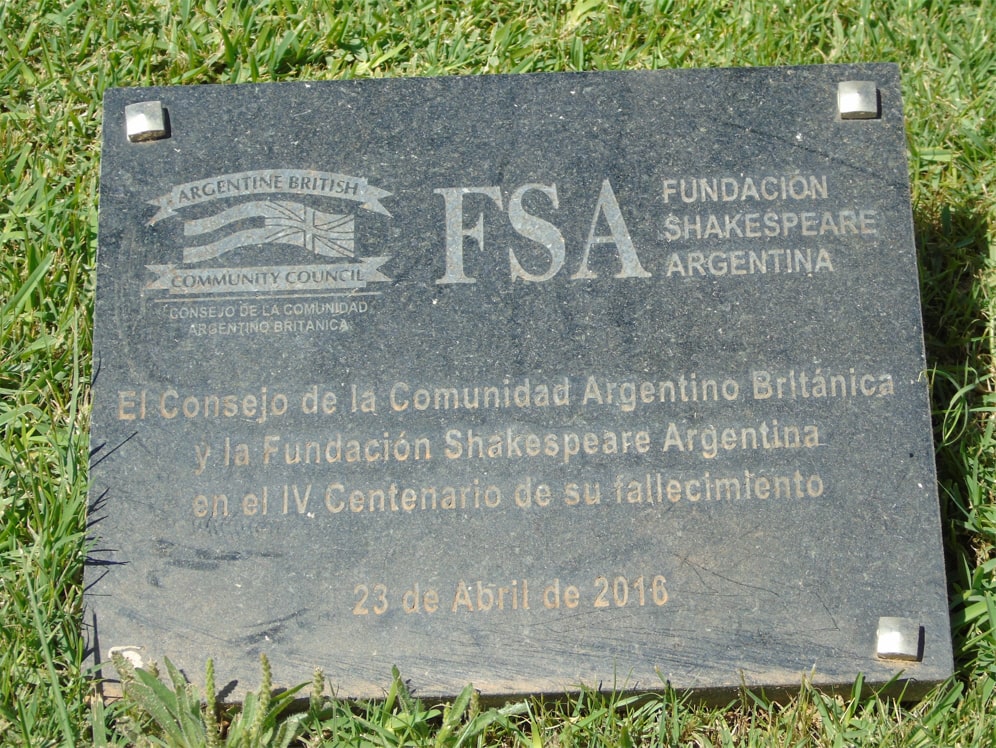 ARGENTINE BRITISH
COMMUNITY COUNCIL
CONSEJO DE LA COMUNIDAD
ARGENTINO BRITANICA
FSA
FUNDACIÓN
SHAKESPEARE
ARGENTINA
El Consejo de la Comunidad Argentino Británica
y la Fundación Shakespeare Argentina
en el IV Centenario de su fallecimiento
23 de Abril de 2016